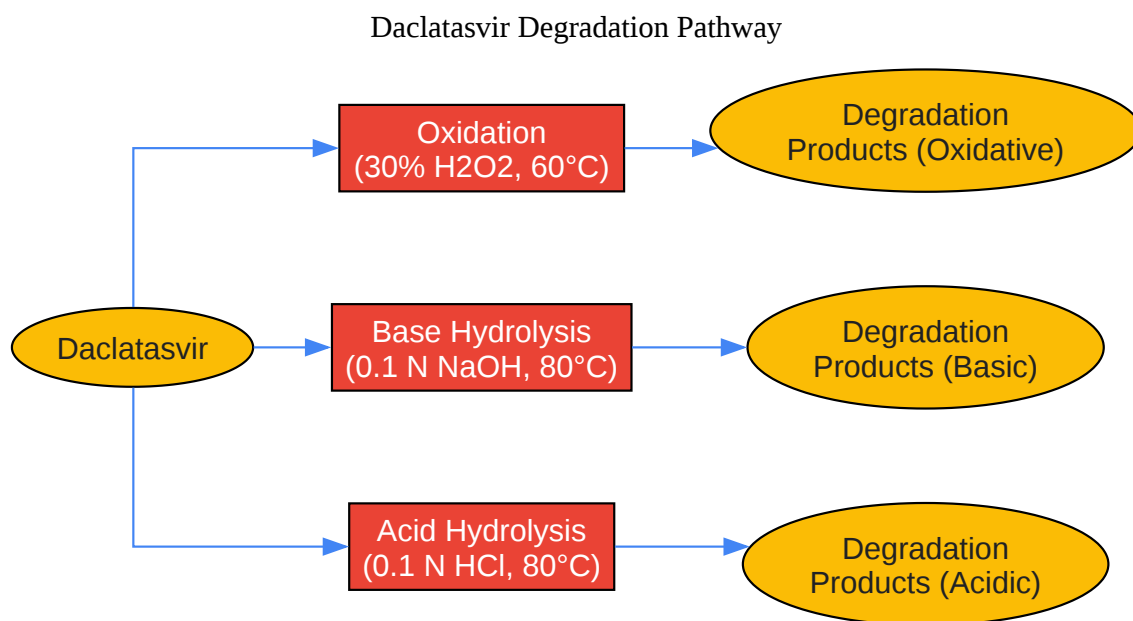 Daclatasvir Degradation Pathway
Oxidation
(30% H2O2, 60°C)
Degradation
Products (Oxidative)
Daclatasvir
Base Hydrolysis
(0.1 N NaOH, 80°C)
Degradation
Products (Basic)
Acid Hydrolysis
(0.1 N HCl, 80°C)
Degradation
Products (Acidic)